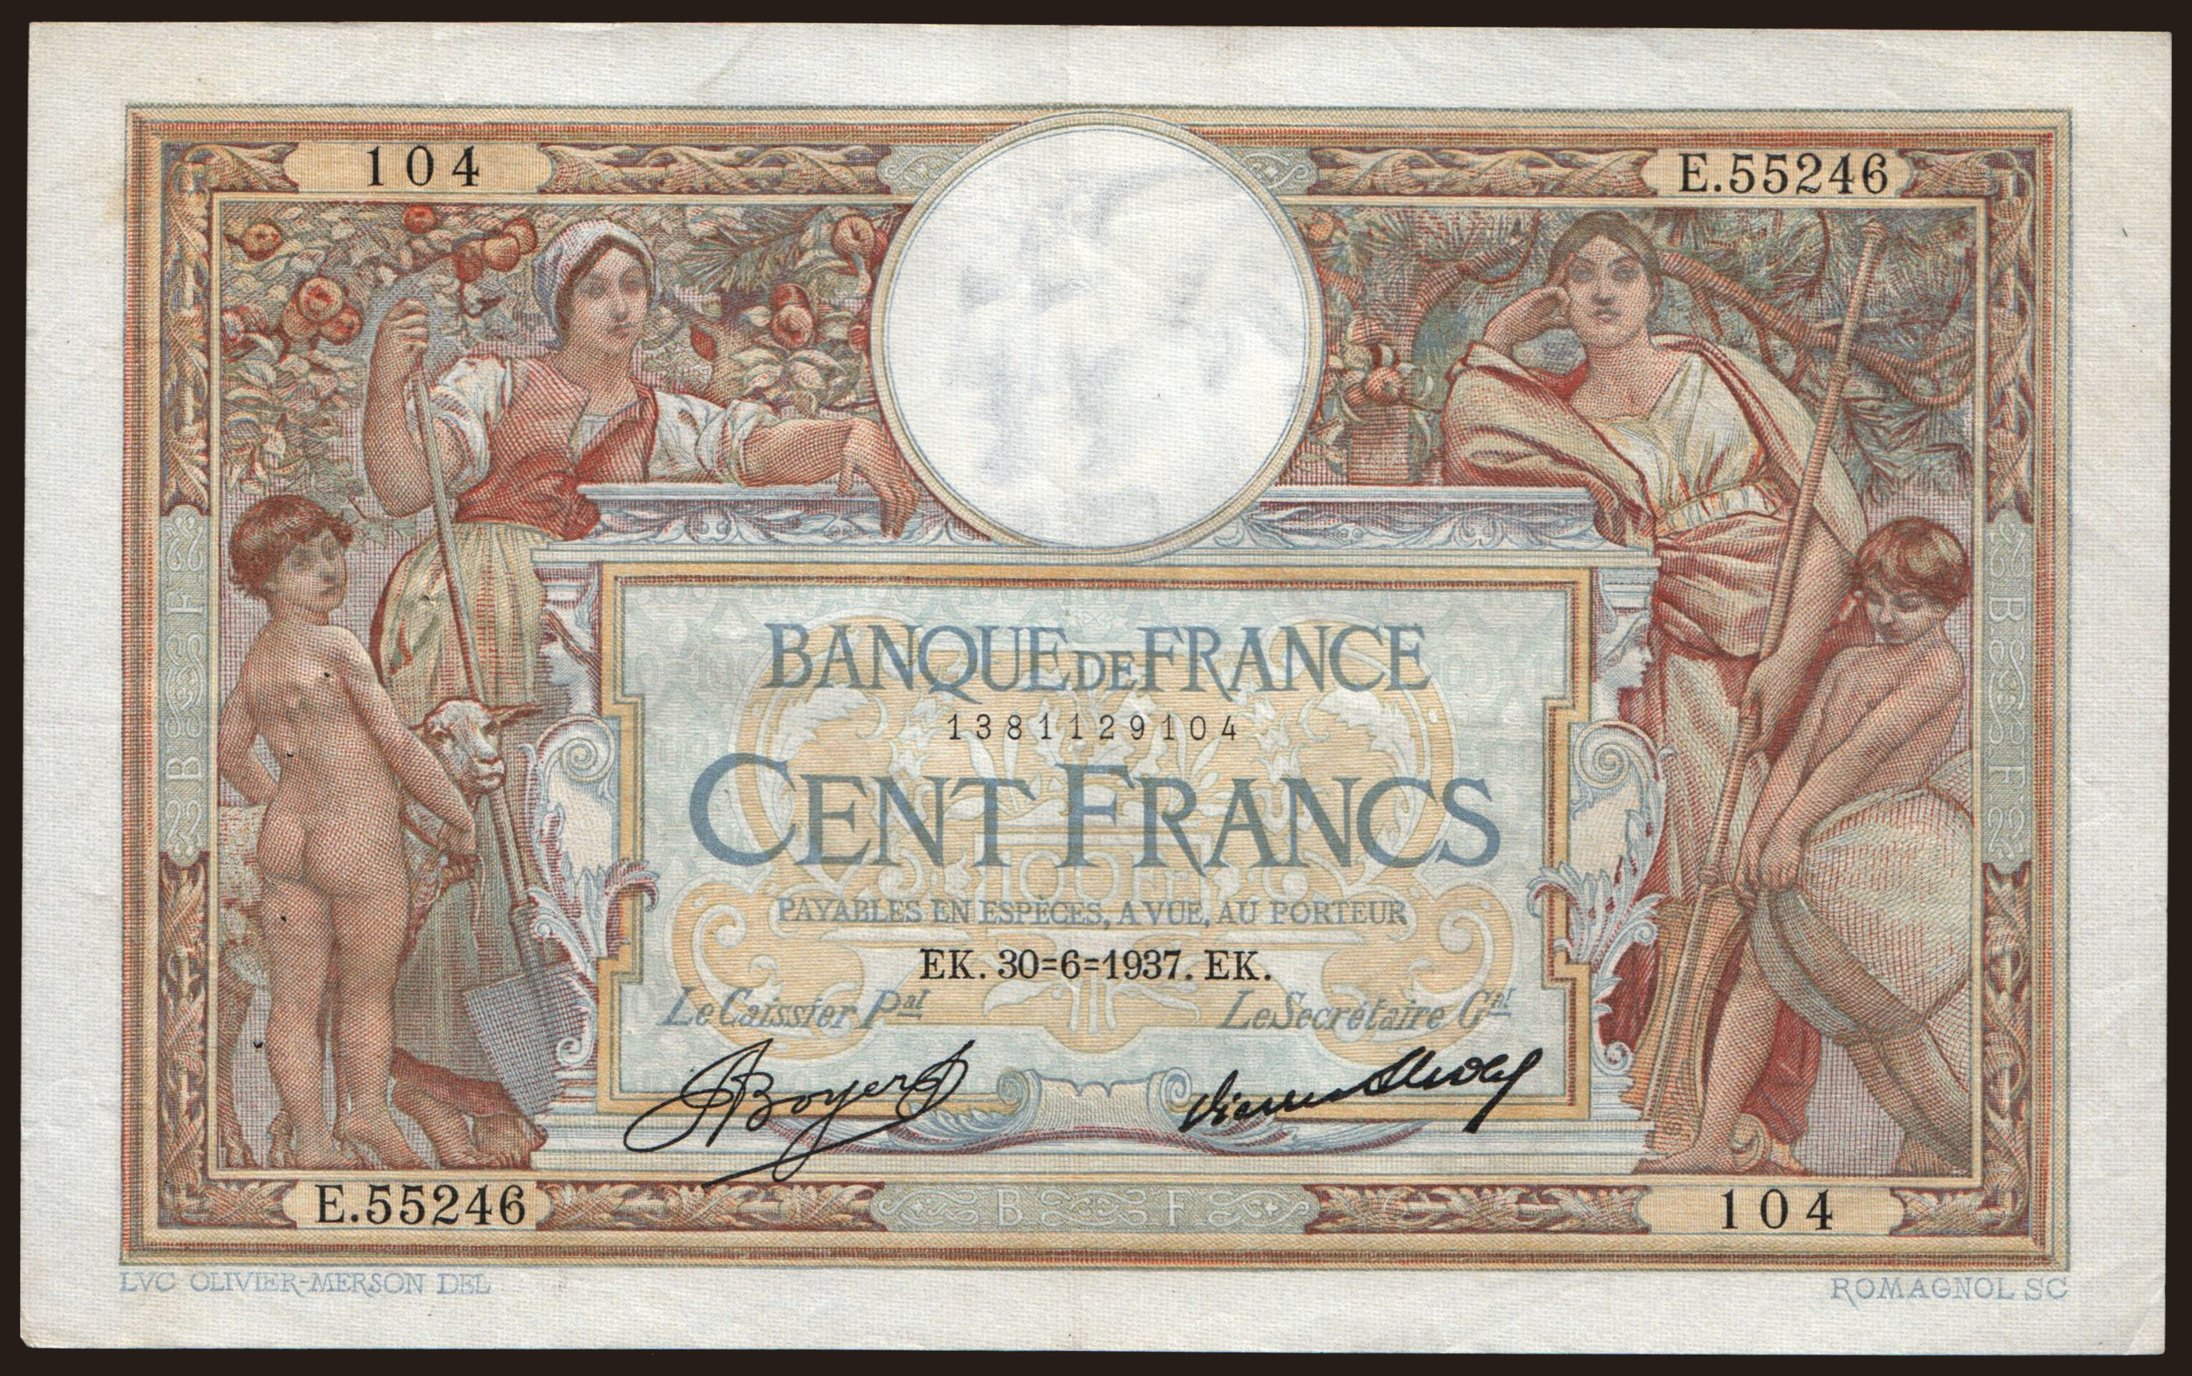 104
E.55246
BANQUE DE FRANCE
1381129104
CENT FRANCS
PAYABLES EN ESPÈCES, A VUE, AU PORTEUR
EK. 30=6=1937. EK.
Le Caissier Pal
Le Secrétaire Gal
Boyer
E.55246
B F
104
B F
B F
LVC OLIVIER-MERSON DEL
ROMAGNOL SC